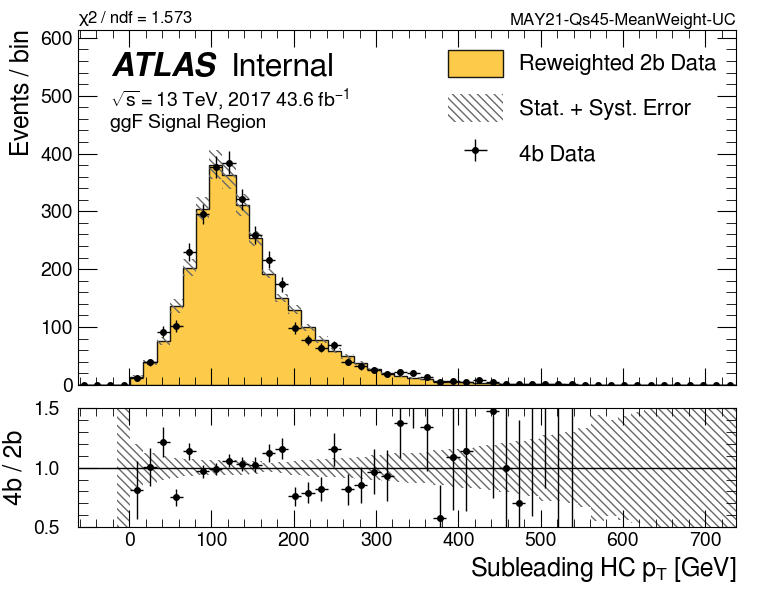 χ2 / ndf = 1.573
MAY21-Qs45-MeanWeight-UC
ATLAS Internal
√s = 13 TeV, 2017 43.6 fb−1
ggF Signal Region
Reweighted 2b Data
Stat. + Syst. Error
4b Data
Events / bin
600
500
400
300
200
100
0
4b / 2b
1.5
1.0
0.5
0 100 200 300 400 500 600 700
Subleading HC pT [GeV]